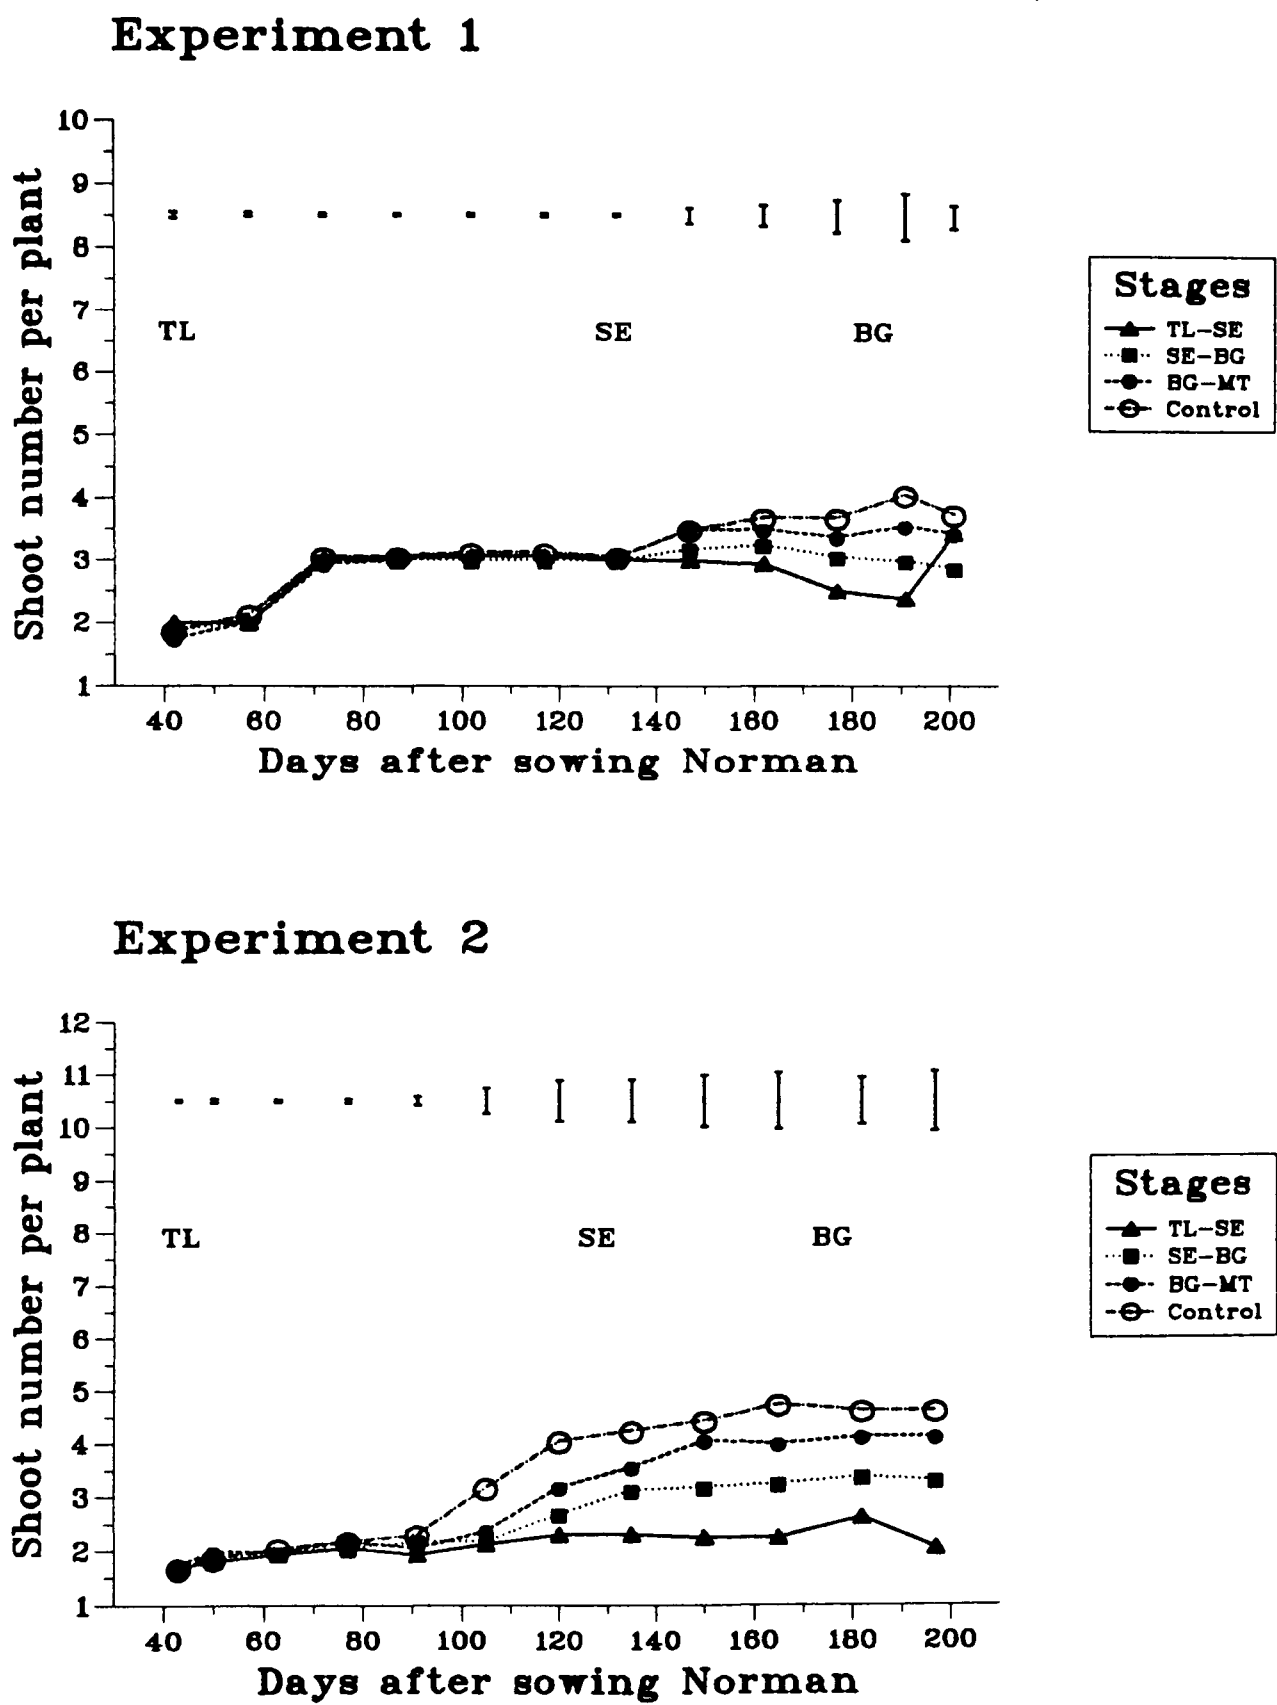 Experiment 1
10
9
8
7
6
5
4
3
2
1
Shoot number per plant
TL SE BG
40 60 80 100 120 140 160 180 200
Days after sowing Norman
Stages
TL-SE
SE-BG
BG-MT
Control
Experiment 2
12
11
10
9
8
7
6
5
4
3
2
1
Shoot number per plant
TL SE BG
40 60 80 100 120 140 160 180 200
Days after sowing Norman
Stages
TL-SE
SE-BG
BG-MT
Control